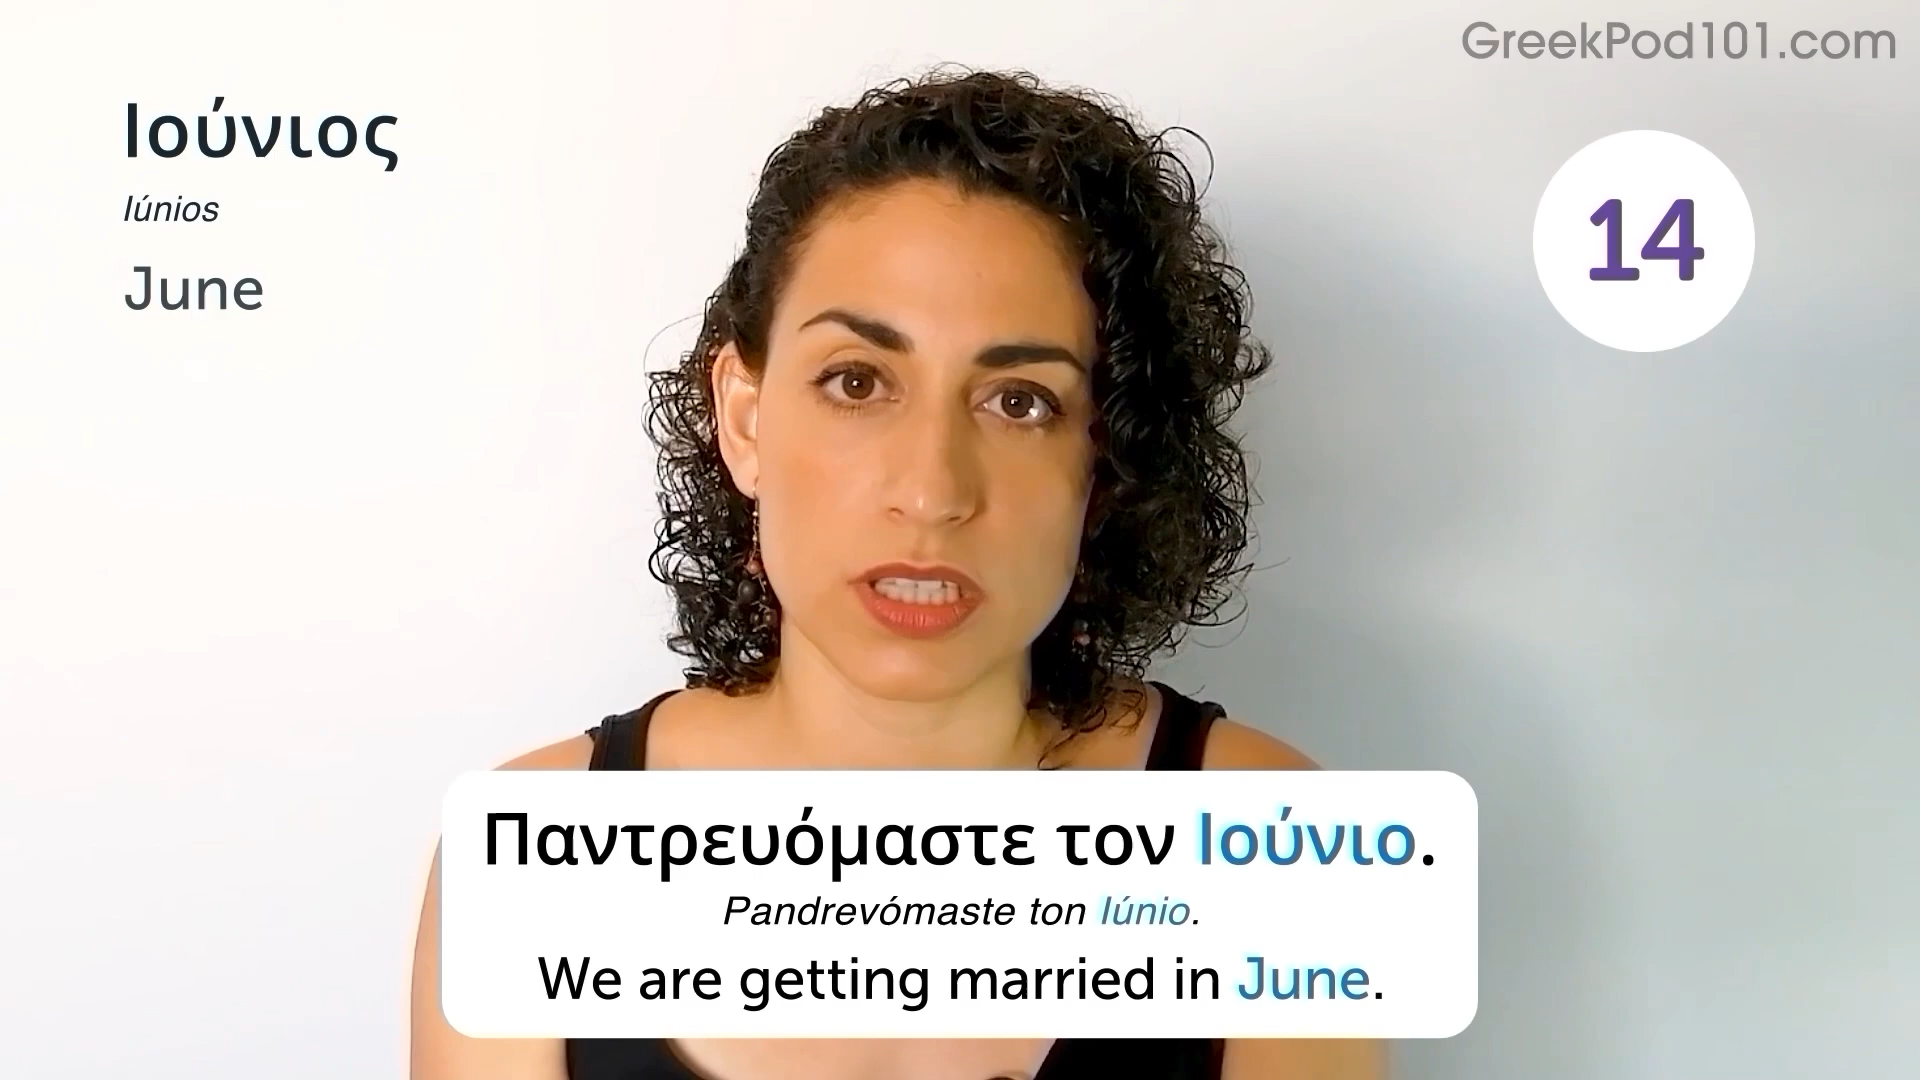 GreekPod101.com
Ιούνιος
Iúnios
June
14
Παντρευόμαστε τον Ιούνιο.
Pandrevómaste ton Iúnio.
We are getting married in June.